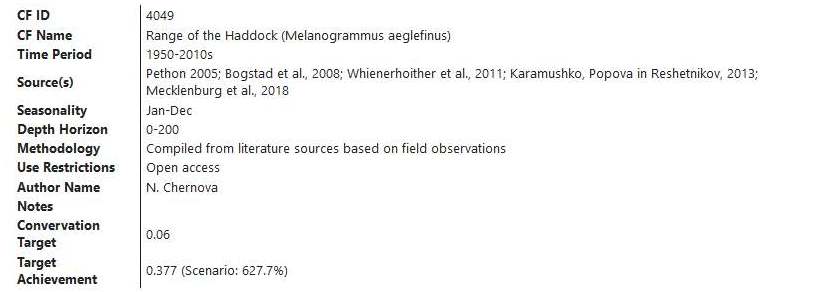 CF ID 4049
CF Name Range of the Haddock (Melanogrammus aeglefinus)
Time Period 1950-2010s
Source(s) Pethon 2005; Bogstad et al., 2008; Whienerhoither et al., 2011; Karamushko, Popova in Reshetnikov, 2013;
Mecklenburg et al., 2018
Seasonality Jan-Dec
Depth Horizon 0-200
Methodology Compiled from literature sources based on field observations
Use Restrictions Open access
Author Name N. Chernova
Notes
Convervation
Target 0.06
Target
Achievement 0.377 (Scenario: 627.7%)